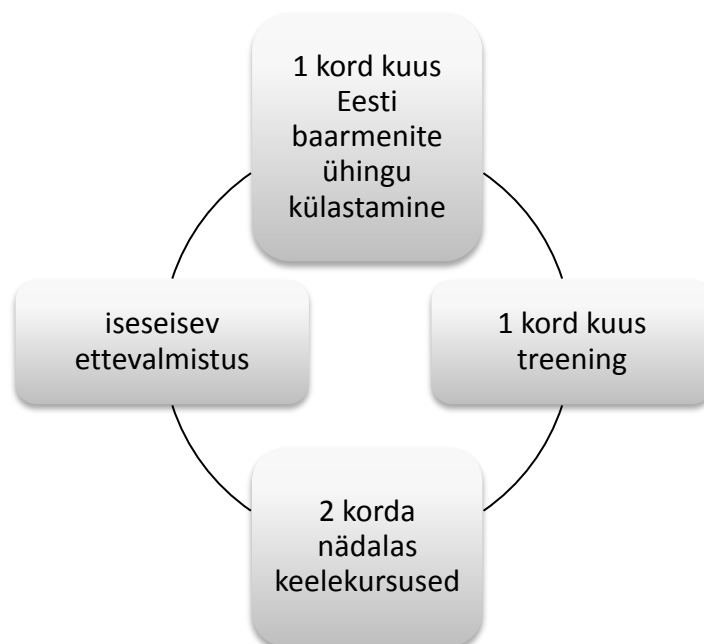 1 kord kuus
Eesti
baarmenite
ühingu
külastamine
1 kord kuus
treening
2 korda
nädalas
keelekursused
iseseisev
ettevalmistus